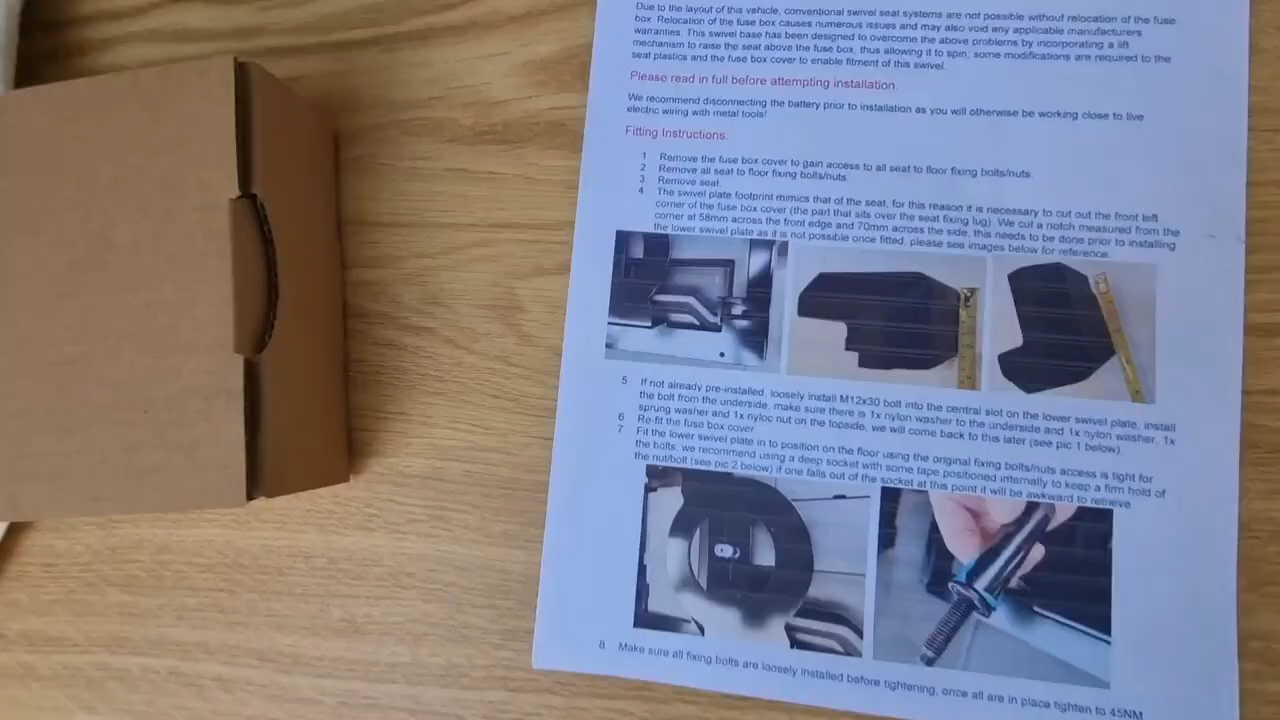 Due to the layout of this vehicle, conventional swivel seat systems are not possible without relocation of the fuse
box. Relocation of the fuse box causes numerous issues and may also void any applicable manufacturers
warranties. This swivel base has been designed to overcome the above problems by incorporating a lift
mechanism to raise the seat above the fuse box, thus allowing it to spin, some modifications are required to the
seat plastics and the fuse box cover to enable fitment of this swivel.
Please read in full before attempting installation.
We recommend disconnecting the battery prior to installation as you will otherwise be working close to live
electric wiring with metal tools!
Fitting Instructions.
1 Remove the fuse box cover to gain access to all seat to floor fixing bolts/nuts.
2 Remove all seat to floor fixing bolts/nuts.
3 Remove seat.
4 The swivel plate footprint mimics that of the seat, for this reason it is necessary to cut out the front left
corner of the fuse box cover (the part that sits over the seat fixing lug). We cut a notch measured from the
corner at 58mm across the front edge and 70mm across the side, this needs to be done prior to installing
the lower swivel plate as it is not possible once fitted, please see images below for reference.
5 If not already pre-installed, loosely install M12x30 bolt into the central slot on the lower swivel plate, install
the bolt from the underside, make sure there is 1x nylon washer to the underside and 1x nylon washer, 1x
sprung washer and 1x nyloc nut on the topside, we will come back to this later (see pic 1 below)
6 Re-fit the fuse box cover
7 Fit the lower swivel plate in to position on the floor using the original fixing bolts/nuts access is tight for
the bolts, we recommend using a deep socket with some tape positioned internally to keep a firm hold of
the nut/bolt (see pic 2 below) if one falls out of the socket at this point it will be awkward to retrieve.
8 Make sure all fixing bolts are loosely installed before tightening, once all are in place tighten to 45NM